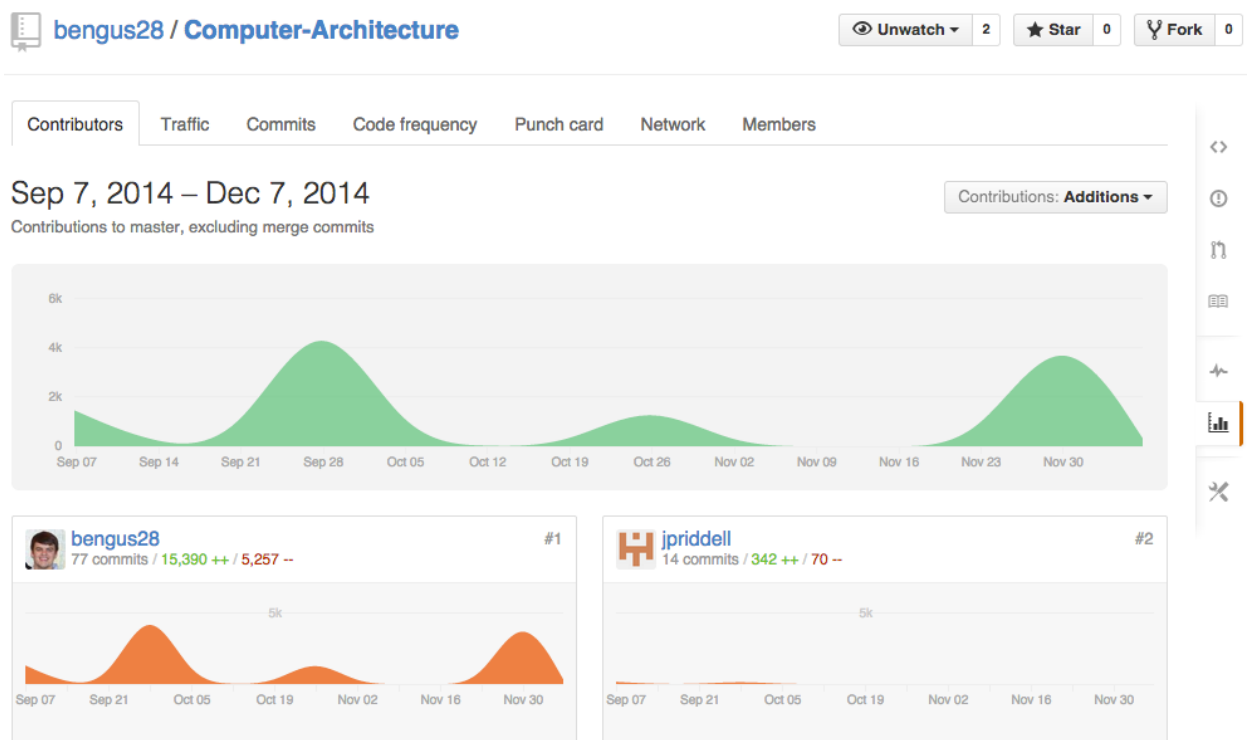 bengus28 / Computer-Architecture
Unwatch 2 Star 0 Fork 0
Contributors Traffic Commits Code frequency Punch card Network Members
Sep 7, 2014 – Dec 7, 2014
Contributions: Additions
Contributions to master, excluding merge commits
6k
4k
2k
0
Sep 07 Sep 14 Sep 21 Sep 28 Oct 05 Oct 12 Oct 19 Oct 26 Nov 02 Nov 09 Nov 16 Nov 23 Nov 30
bengus28 #1
77 commits / 15,390 ++ / 5,257 --
5k
Sep 07 Sep 21 Oct 05 Oct 19 Nov 02 Nov 16 Nov 30
jpriddell #2
14 commits / 342 ++ / 70 --
5k
Sep 07 Sep 21 Oct 05 Oct 19 Nov 02 Nov 16 Nov 30